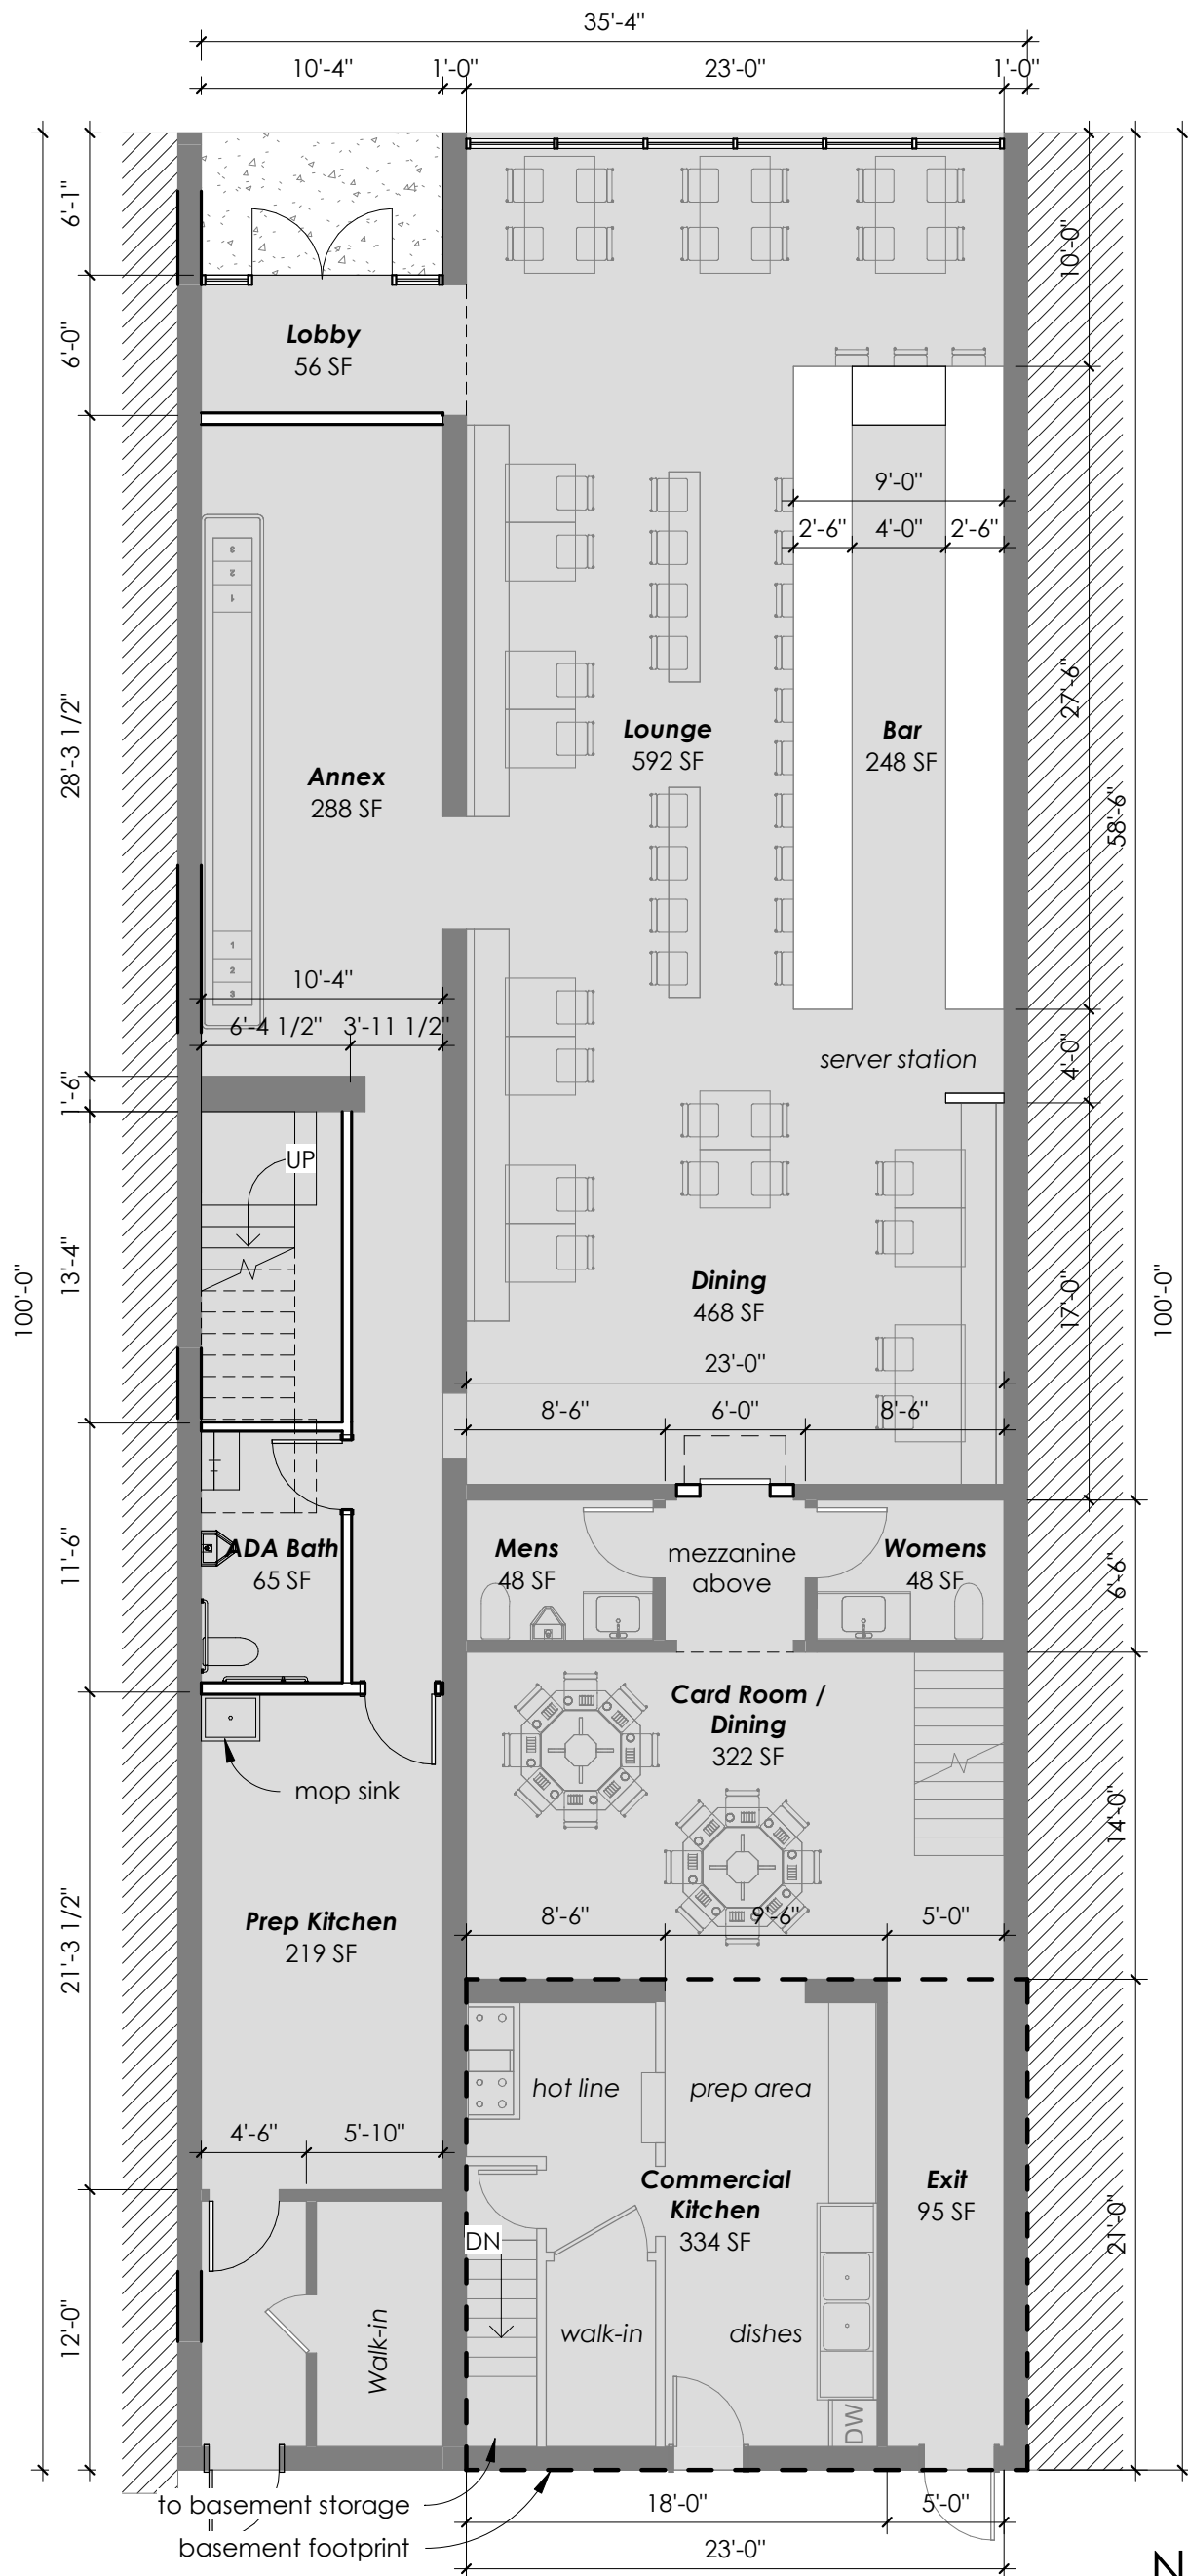 35'-4"
10'-4"
1'-0"
23'-0"
1'-0"
6'-1"
10'-0"
6'-0"
Lobby
56 SF
9'-0"
2'-6"
4'-0"
2'-6"
3
2
1
28'-3 1/2"
27'-6"
Lounge
592 SF
Bar
248 SF
Annex
288 SF
58'-6"
1
2
3
10'-4"
6'-4 1/2"
3'-11 1/2"
server station
4'-0"
1'-6"
UP
13'-4"
100'-0"
100'-0"
17'-0"
Dining
468 SF
23'-0"
8'-6"
6'-0"
8'-6"
11'-6"
ADA Bath
65 SF
Mens
48 SF
mezzanine
above
Womens
48 SF
6'-6"
Card Room /
Dining
322 SF
mop sink
14'-0"
Prep Kitchen
219 SF
8'-6"
9'-6"
5'-0"
21'-3 1/2"
hot line
prep area
4'-6"
5'-10"
Commercial
Kitchen
334 SF
Exit
95 SF
21'-0"
DN
12'-0"
Walk-in
walk-in
dishes
DW
to basement storage
18'-0"
5'-0"
basement footprint
23'-0"
N